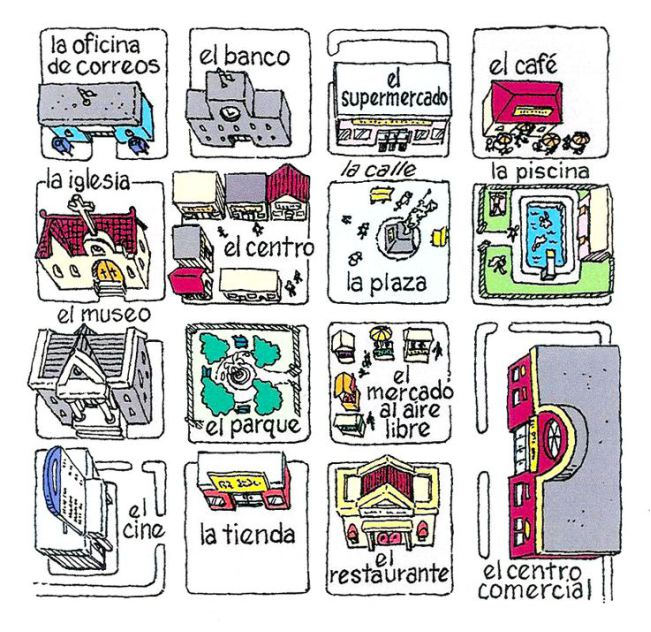 la oficina
de correos
el banco
el
supermercado
el café
la iglesia
el centro
la calle
la plaza
la piscina
el museo
el parque
el
mercado
al aire
libre
el
cine
la tienda
el
restaurante
el centro
comercial